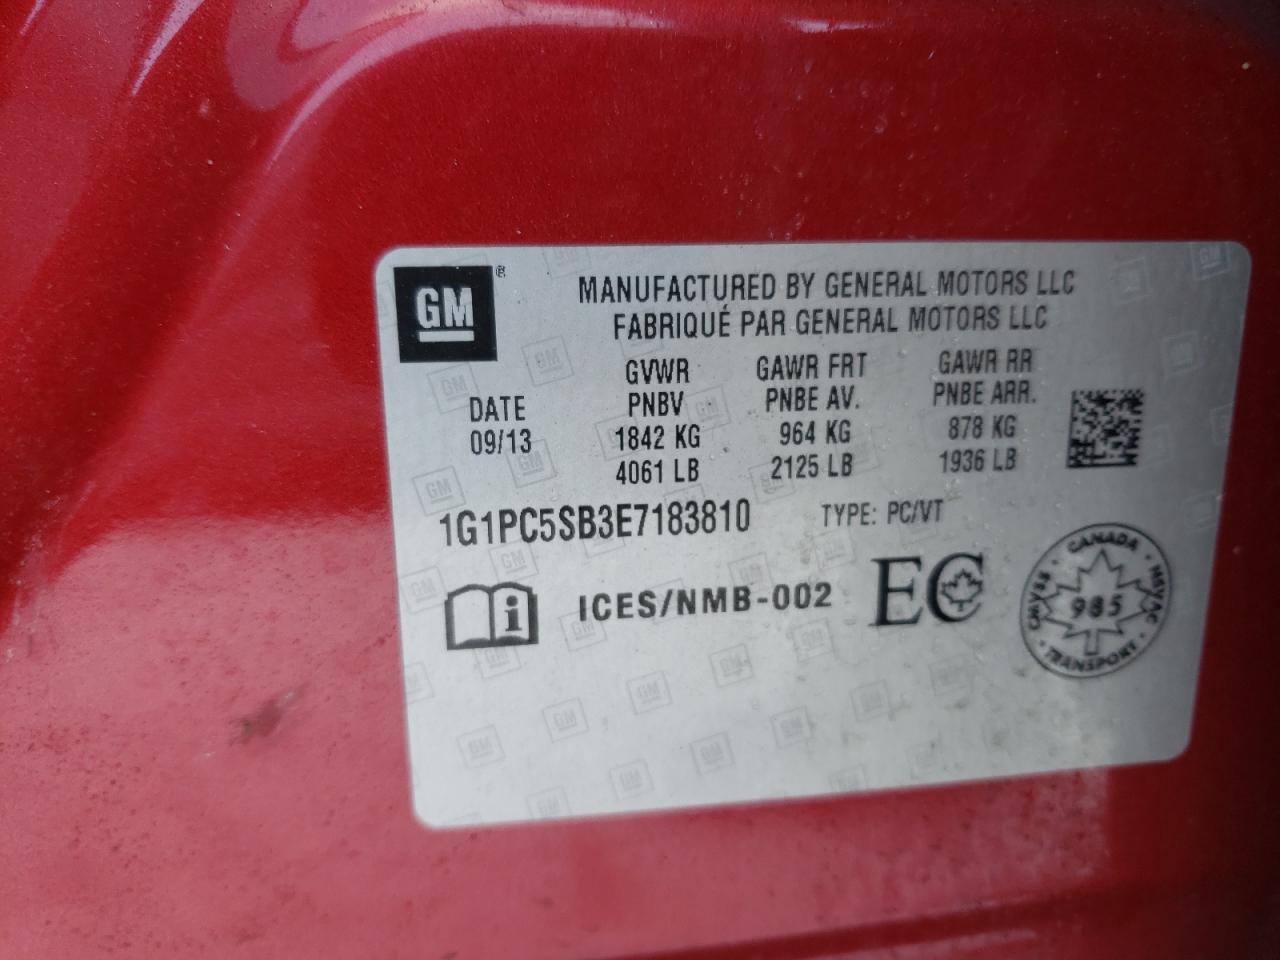 GM®
MANUFACTURED BY GENERAL MOTORS LLC
FABRIQUÉ PAR GENERAL MOTORS LLC
GVWR GAWR FRT GAWR RR
DATE PNBV PNBE AV. PNBE ARR.
09/13 1842 KG 964 KG 878 KG
4061 LB 2125 LB 1936 LB
1G1PC5SB3E7183810 TYPE: PC/VT
i ICES/NMB-002 EC
CANADA
CMVSS 985 NSVAC
TRANSPORT